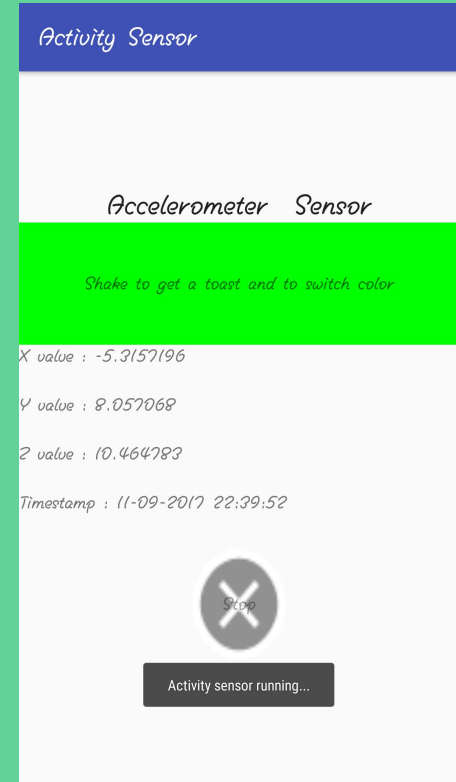 Activity Sensor
Accelerometer Sensor
Shake to get a toast and to switch color
X value : -5.3157196
Y value : 8.057068
Z value : 10.464783
Timestamp : 11-09-2017 22:39:52
Stop
Activity sensor running...